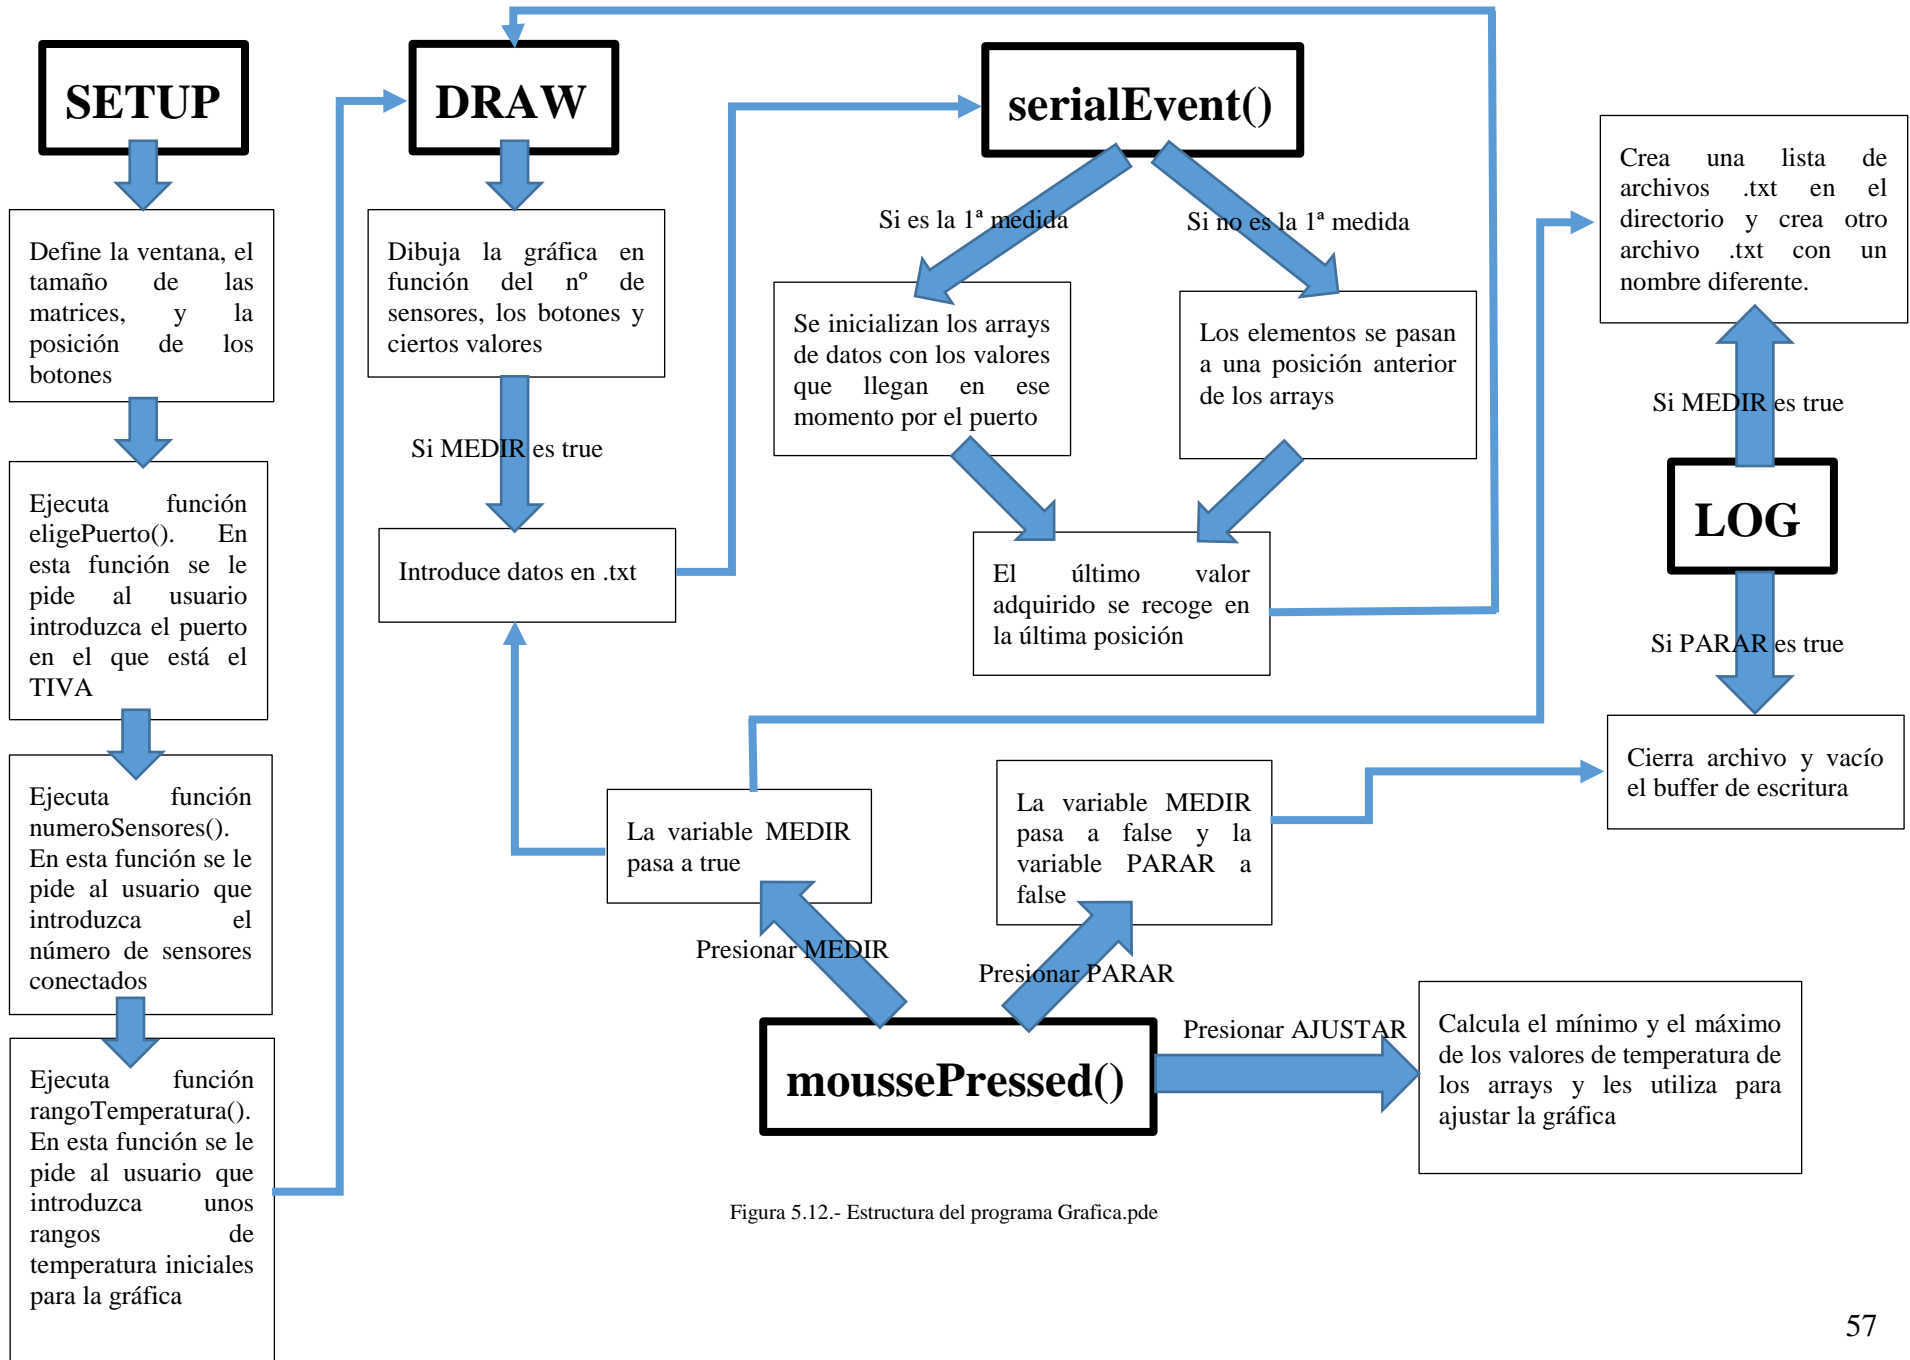 SETUP
Define la ventana, el
tamaño de las
matrices, y la
posición de los
botones
Ejecuta función
eligePuerto(). En
esta función se le
pide al usuario
introduzca el puerto
en el que está el
TIVA
Ejecuta función
numeroSensores().
En esta función se le
pide al usuario que
introduzca el
número de sensores
conectados
Ejecuta función
rangoTemperatura().
En esta función se le
pide al usuario que
introduzca unos
rangos de
temperatura iniciales
para la gráfica
DRAW
Dibuja la gráfica en
función del nº de
sensores, los botones y
ciertos valores
Si MEDIR es true
Introduce datos en .txt
serialEvent()
Si es la 1ª medida
Si no es la 1ª medida
Se inicializan los arrays
de datos con los valores
que llegan en ese
momento por el puerto
Los elementos se pasan
a una posición anterior
de los arrays
El último valor
adquirido se recoge en
la última posición
Crea una lista de
archivos .txt en el
directorio y crea otro
archivo .txt con un
nombre diferente.
Si MEDIR es true
LOG
Si PARAR es true
Cierra archivo y vacío
el buffer de escritura
La variable MEDIR
pasa a true
La variable MEDIR
pasa a false y la
variable PARAR a
false
Presionar MEDIR
Presionar PARAR
Presionar AJUSTAR
moussePressed()
Calcula el mínimo y el máximo
de los valores de temperatura de
los arrays y les utiliza para
ajustar la gráfica
Figura 5.12.- Estructura del programa Grafica.pde
57